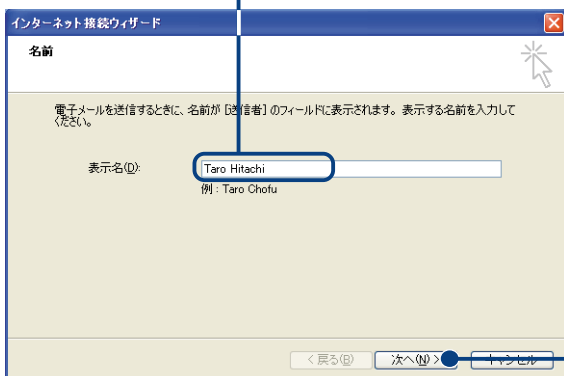 インターネット接続ウィザード
名前
電子メールを送信するときに、名前が [送信者] のフィールドに表示されます。表示する名前を入力して
ください。
表示名(D):
Taro Hitachi
例 : Taro Chofu
< 戻る(B)
次へ(N) >
キャンセル